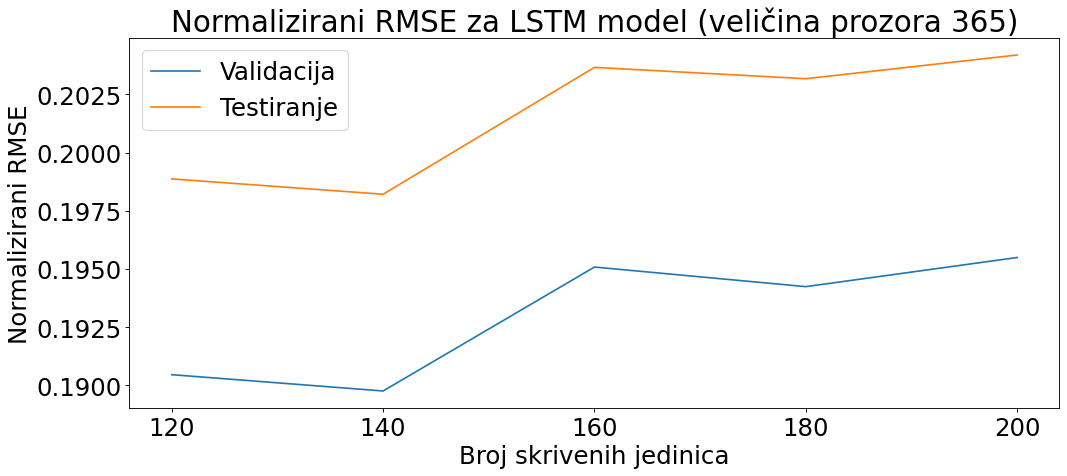 Normalizirani RMSE za LSTM model (veličina prozora 365)
Validacija
Testiranje
Normalizirani RMSE
0.2025
0.2000
0.1975
0.1950
0.1925
0.1900
120 140 160 180 200
Broj skrivenih jedinica